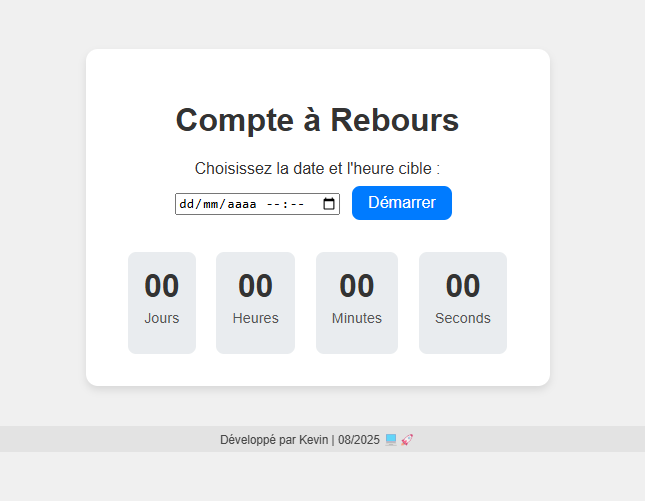 Compte à Rebours
Choisissez la date et l'heure cible :
dd/mm/aaaa --:-- Démarrer
00 00 00 00
Jours Heures Minutes Seconds
Développé par Kevin | 08/2025 🖥️ 🚀